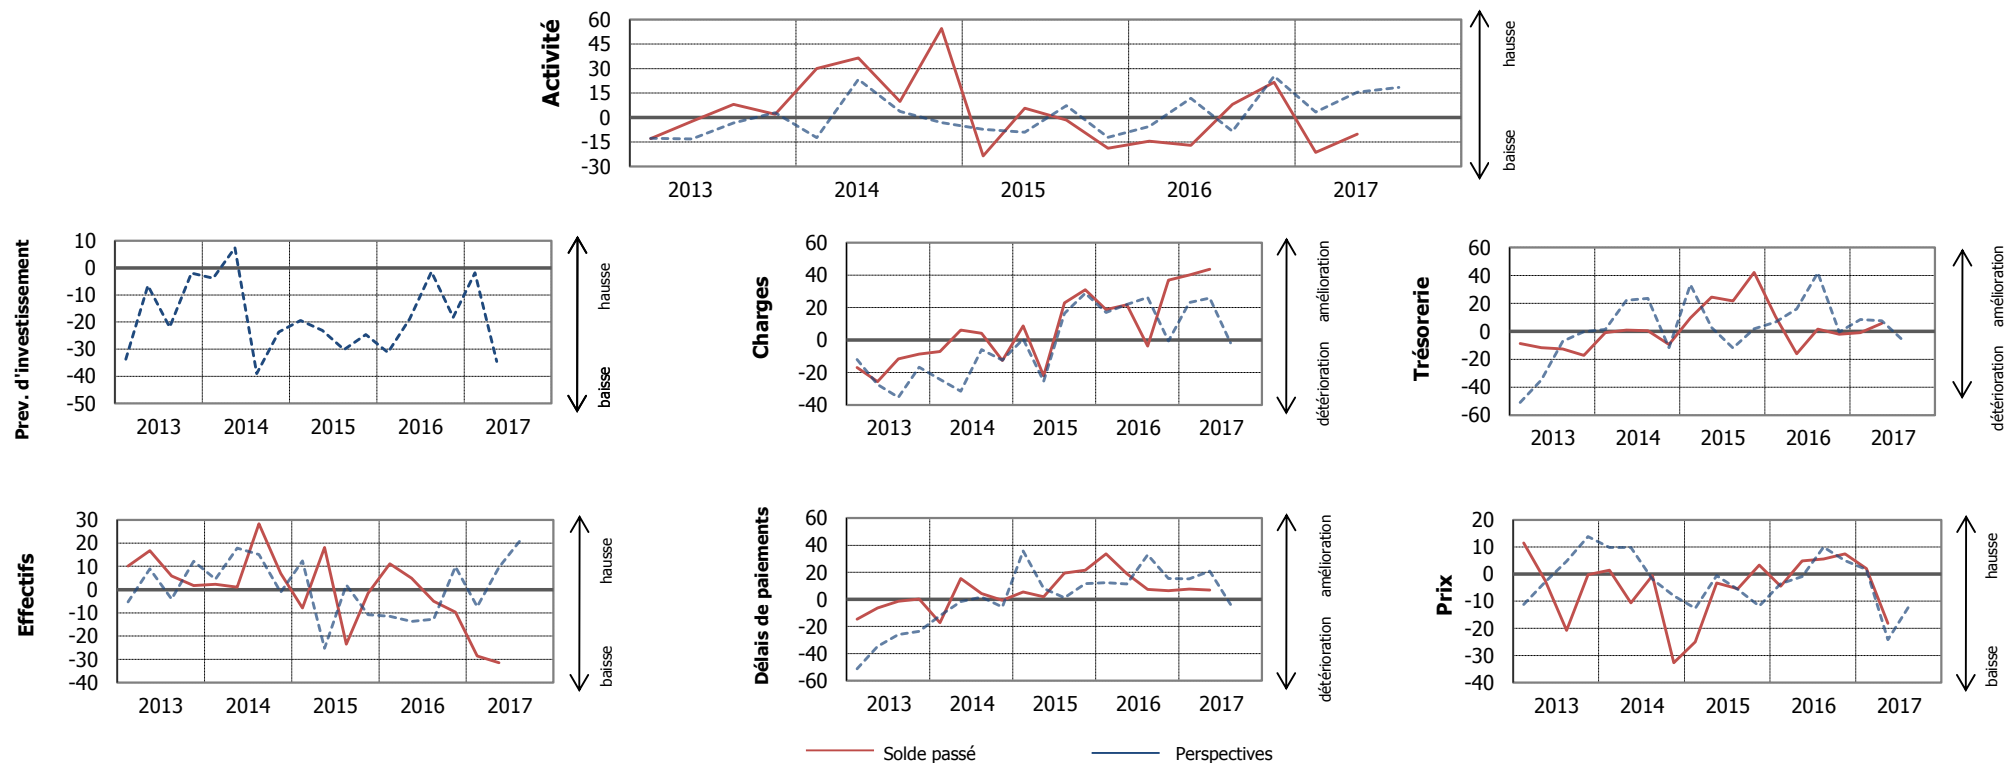 Activité
60
45
30
15
0
-15
-30
2013 2014 2015 2016 2017
hausse
baisse
Prev. d'investissement
10
0
-10
-20
-30
-40
-50
2013 2014 2015 2016 2017
hausse
baisse
Charges
60
40
20
0
-20
-40
2013 2014 2015 2016 2017
amélioration
détérioration
Trésorerie
60
40
20
0
-20
-40
-60
2013 2014 2015 2016 2017
amélioration
détérioration
Effectifs
30
20
10
0
-10
-20
-30
-40
2013 2014 2015 2016 2017
hausse
baisse
Délais de paiements
60
40
20
0
-20
-40
-60
2013 2014 2015 2016 2017
amélioration
détérioration
Prix
20
10
0
-10
-20
-30
-40
2013 2014 2015 2016 2017
hausse
baisse
Solde passé Perspectives